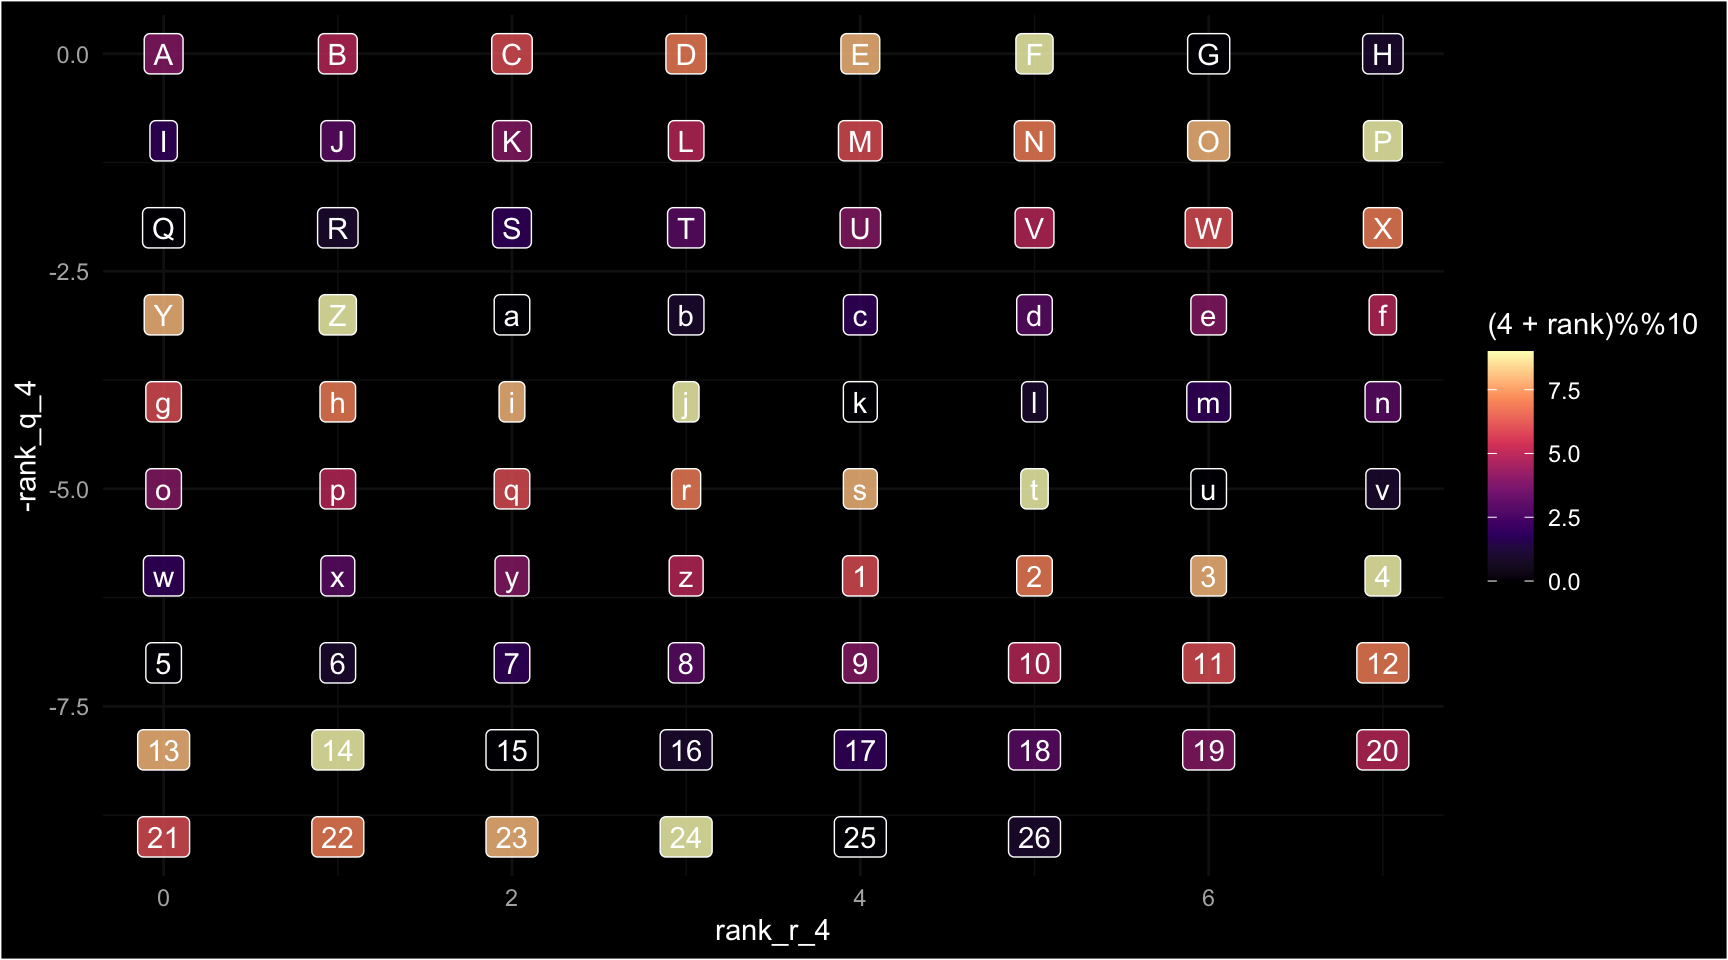 0.0 A B C D E F G H
I J K L M N O P
Q R S T U V W X
-2.5
Y Z a b c d e f
(4 + rank)%%10
7.5
5.0
2.5
0.0
g h i j k l m n
-rank_q_4
-5.0 o p q r s t u v
w x y z 1 2 3 4
5 6 7 8 9 10 11 12
-7.5
13 14 15 16 17 18 19 20
21 22 23 24 25 26
0 2 4 6
rank_r_4